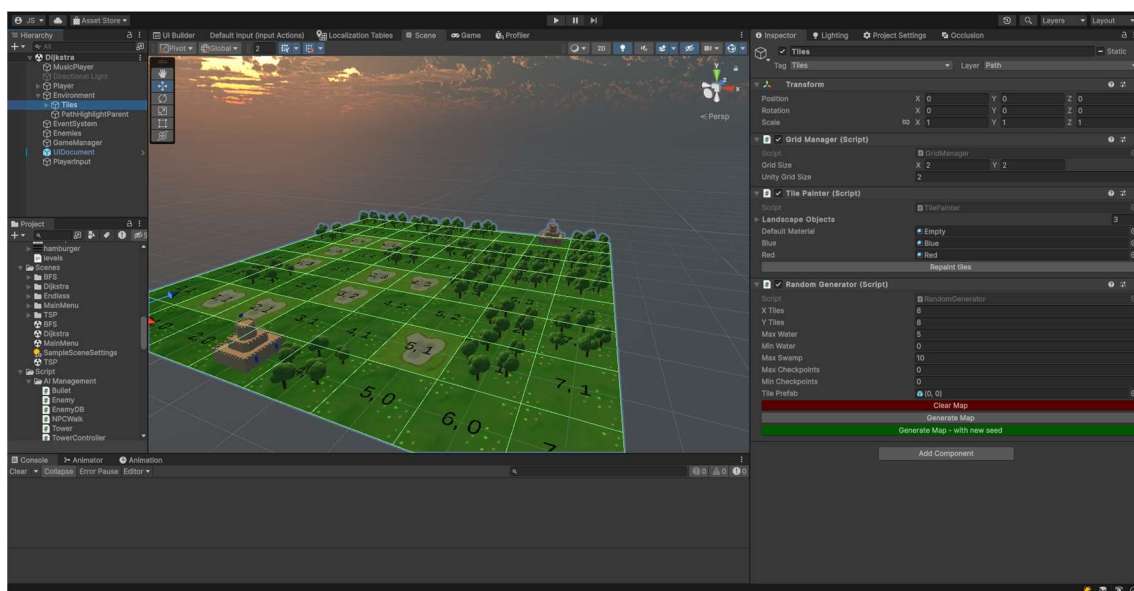 JS Asset Store Layers Layout
Hierarchy UI Builder Default Input (Input Actions) Localization Tables Scene Game Profiler Inspector Lighting Project Settings Occlusion
All Pivot Global 2 2D Tiles Static
Dijkstra Tag Tiles Layer Path
MusicPlayer
Directional Light
Player Transform
Environment
Tiles Position X 0 Y 0 Z 0
Rotation X 0 Y 0 Z 0
PathHighlightParent Persp
EventSystem Scale X 1 Y 1 Z 1
Enemies
GameManager Grid Manager (Script)
UIDocument Script GridManager
PlayerInput Grid Size X 2 Y 2
Unity Grid Size 2
Tile Painter (Script)
Script TilePainter
Project Landscape Objects 3
Default Material Empty
hamburger Blue Blue
levels Red Red
Scenes Repaint tiles
BFS
Dijkstra Random Generator (Script)
Endless Script RandomGenerator
MainMenu X Tiles 8
TSP Y Tiles 8
BFS Max Water 5
Dijkstra Min Water 0
MainMenu Max Swamp 10
SampleSceneSettings Max Checkpoints 0
TSP Min Checkpoints 0
Script Tile Prefab (0, 0)
AI Management Clear Map
Bullet Generate Map
Enemy Generate Map - with new seed
EnemyDB
NPCWalk Add Component
Tower
TowerController
5, 1
7, 1
5, 0
6, 0
Console Animator Animation
Clear Collapse Error Pause Editor 0 0 0